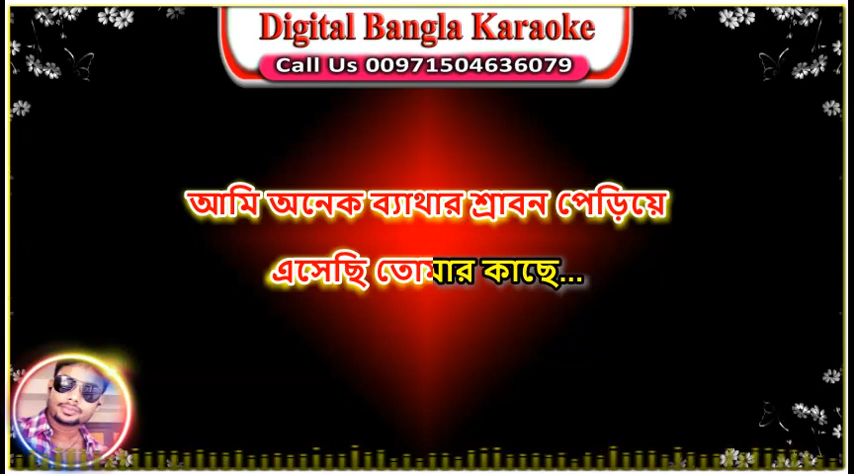 Digital Bangla Karaoke
Call Us 00971504636079
আমি অনেক ব্যাথার শ্রাবন পেড়িয়ে
এসেছি তোমার কাছে...